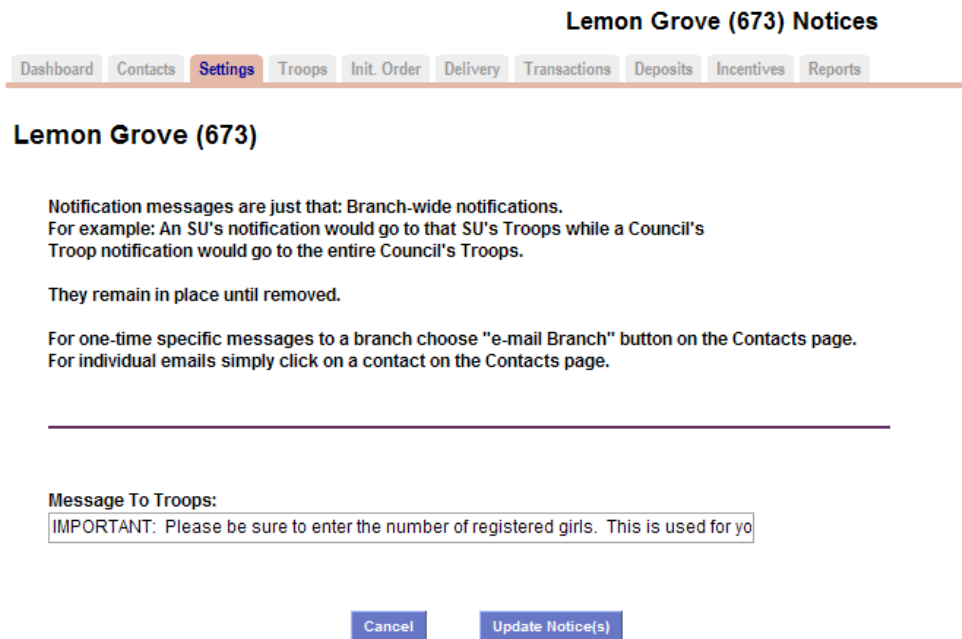 Lemon Grove (673) Notices
Dashboard Contacts Settings Troops Init. Order Delivery Transactions Deposits Incentives Reports
Lemon Grove (673)
Notification messages are just that: Branch-wide notifications.
For example: An SU's notification would go to that SU's Troops while a Council's
Troop notification would go to the entire Council's Troops.
They remain in place until removed.
For one-time specific messages to a branch choose "e-mail Branch" button on the Contacts page.
For individual emails simply click on a contact on the Contacts page.
Message To Troops:
IMPORTANT: Please be sure to enter the number of registered girls. This is used for yo
Cancel Update Notice(s)